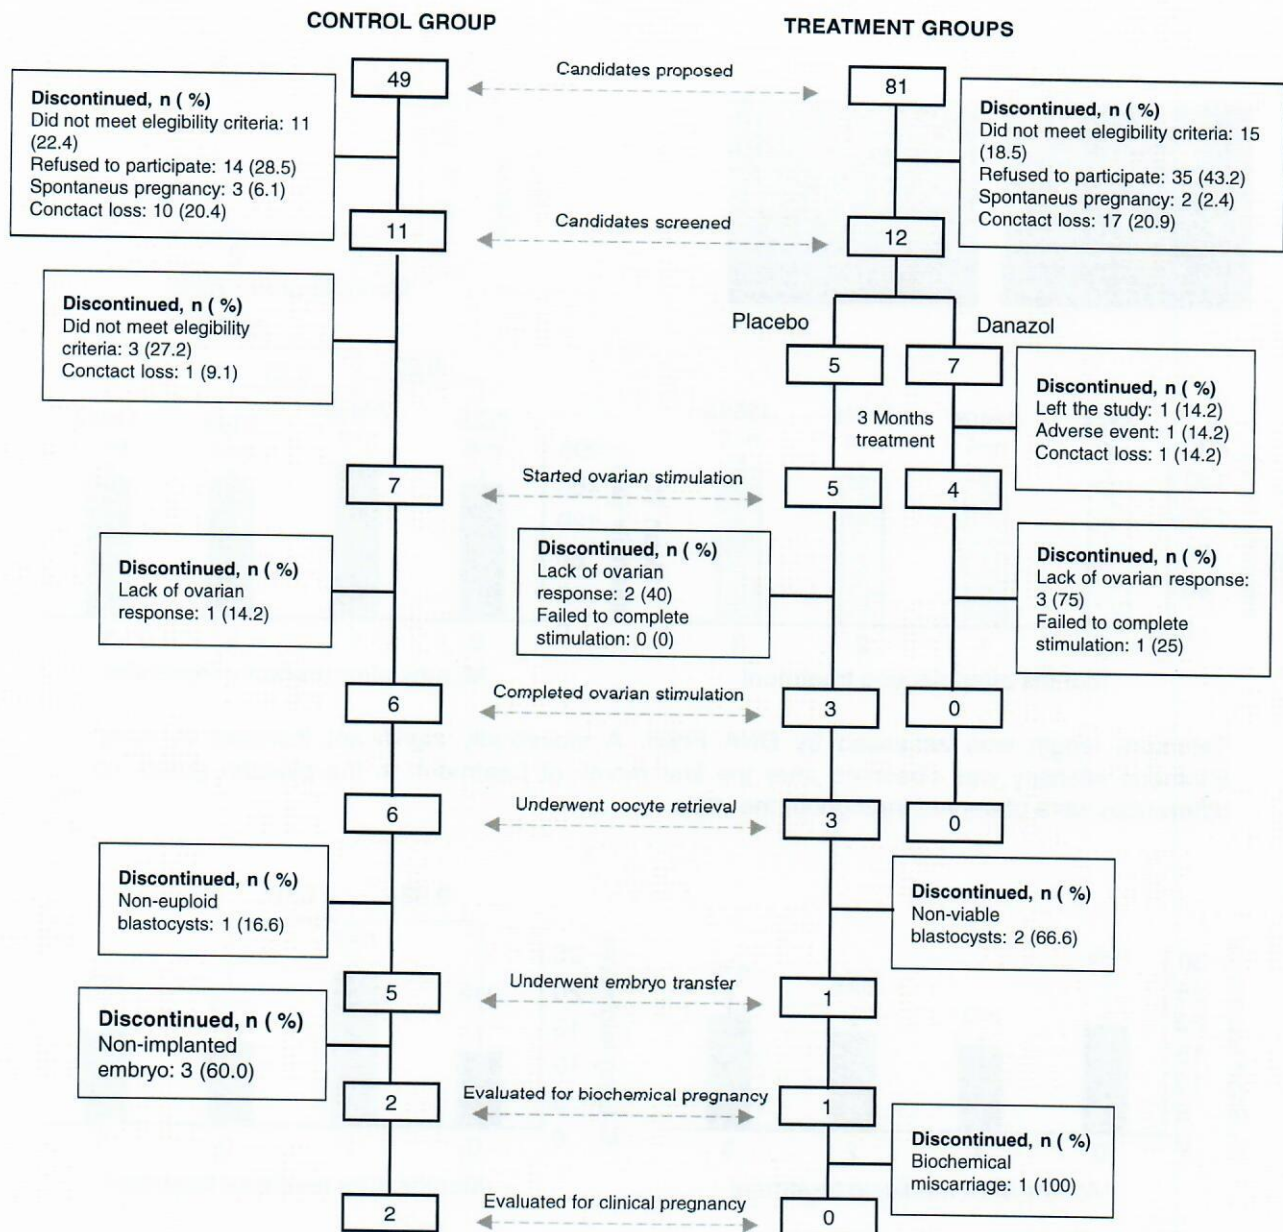 CONTROL GROUP
TREATMENT GROUPS
49
Candidates proposed
81
Discontinued, n ( %)
Did not meet elegibility criteria: 11
(22.4)
Refused to participate: 14 (28.5)
Spontaneus pregnancy: 3 (6.1)
Conctact loss: 10 (20.4)
Discontinued, n ( %)
Did not meet elegibility criteria: 15
(18.5)
Refused to participate: 35 (43.2)
Spontaneus pregnancy: 2 (2.4)
Conctact loss: 17 (20.9)
11
Candidates screened
12
Discontinued, n ( %)
Did not meet elegibility
criteria: 3 (27.2)
Conctact loss: 1 (9.1)
Placebo
Danazol
5
7
3 Months
treatment
Discontinued, n ( %)
Left the study: 1 (14.2)
Adverse event: 1 (14.2)
Conctact loss: 1 (14.2)
7
Started ovarian stimulation
5
4
Discontinued, n ( %)
Lack of ovarian
response: 1 (14.2)
Discontinued, n ( %)
Lack of ovarian
response: 2 (40)
Failed to complete
stimulation: 0 (0)
Discontinued, n ( %)
Lack of ovarian response:
3 (75)
Failed to complete
stimulation: 1 (25)
6
Completed ovarian stimulation
3
0
6
Underwent oocyte retrieval
3
0
Discontinued, n ( %)
Non-euploid
blastocysts: 1 (16.6)
Discontinued, n ( %)
Non-viable
blastocysts: 2 (66.6)
5
Underwent embryo transfer
1
Discontinued, n ( %)
Non-implanted
embryo: 3 (60.0)
2
Evaluated for biochemical pregnancy
1
Discontinued, n ( %)
Biochemical
miscarriage: 1 (100)
2
Evaluated for clinical pregnancy
0